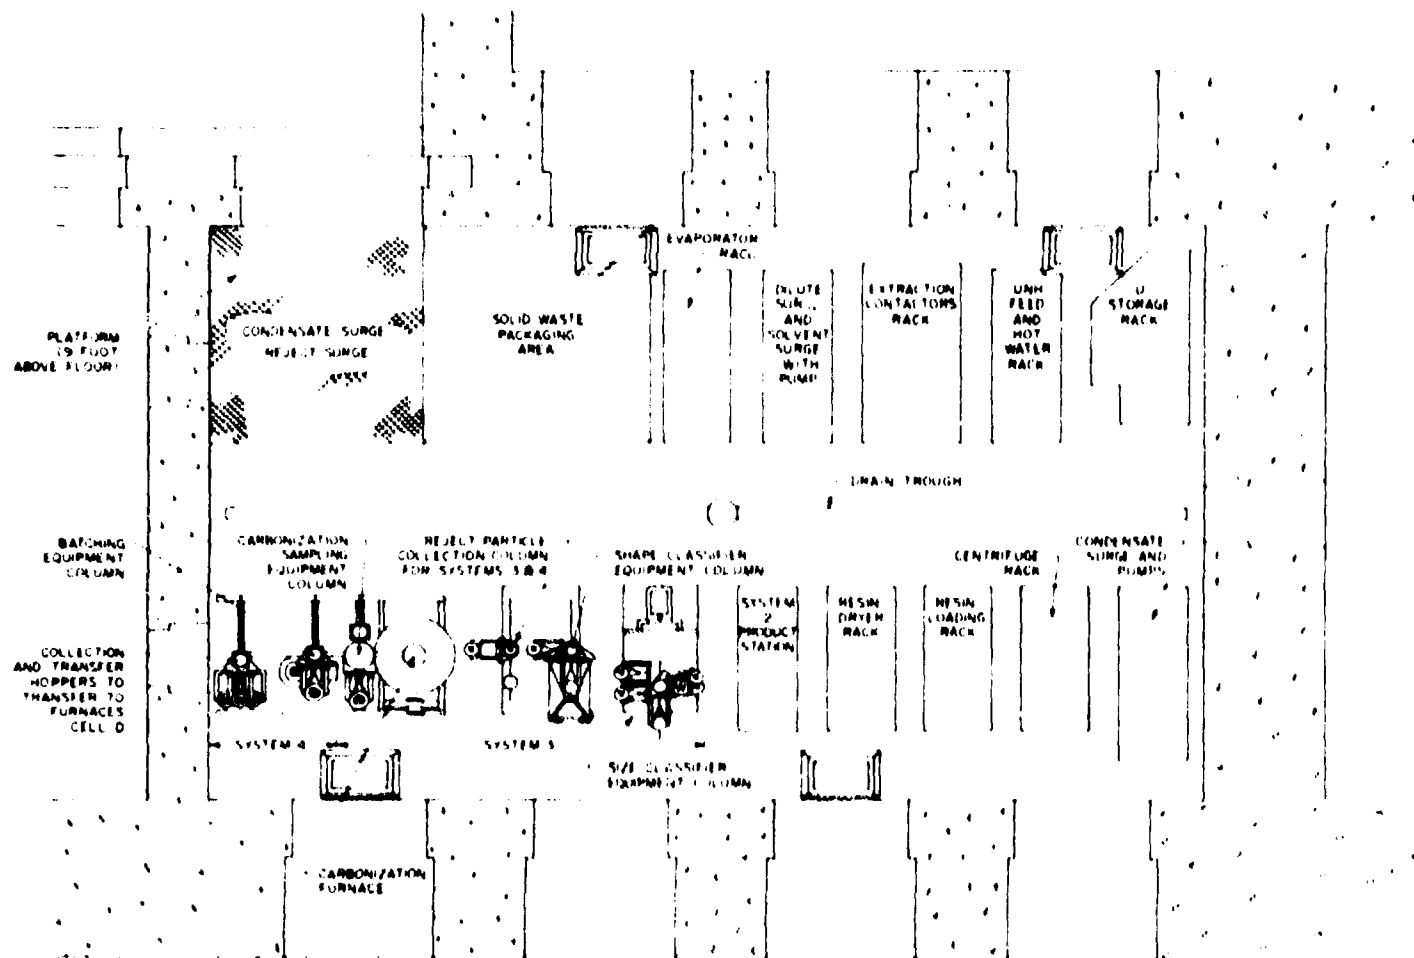 EVAPORATOR
PLATFORM
ABOVE FLOOR)
CONDENSATE SURGE
REJECT SURGE
SOLID WASTE
PACKAGING
AREA
DILUTE
AND
SOLVENT
SURGE
WITH
PUMP
EXTRACTION
CONTACTORS
RACK
UNH
FEED
AND
HOT
WATER
RACK
U
STORAGE
RACK
DRAIN TROUGH
BATCHING
EQUIPMENT
COLUMN
CARBONIZATION
SAMPLING
EQUIPMENT
COLUMN
REJECT PARTICLE
COLLECTION COLUMN
FOR SYSTEMS 3 & 4
SHAPE CLASSIFIER
EQUIPMENT COLUMN
CENTRIFUGE
RACK
CONDENSATE
SURGE AND
PUMPS
SYSTEM
2
PRODUCT
STATION
RESIN
DRYER
RACK
RESIN
LOADING
RACK
COLLECTION
AND TRANSFER
HOPPERS TO
TRANSFER TO
FURNACES
CELL D
SYSTEM 4
SYSTEM 3
SIZE CLASSIFIER
EQUIPMENT COLUMN
CARBONIZATION
FURNACE